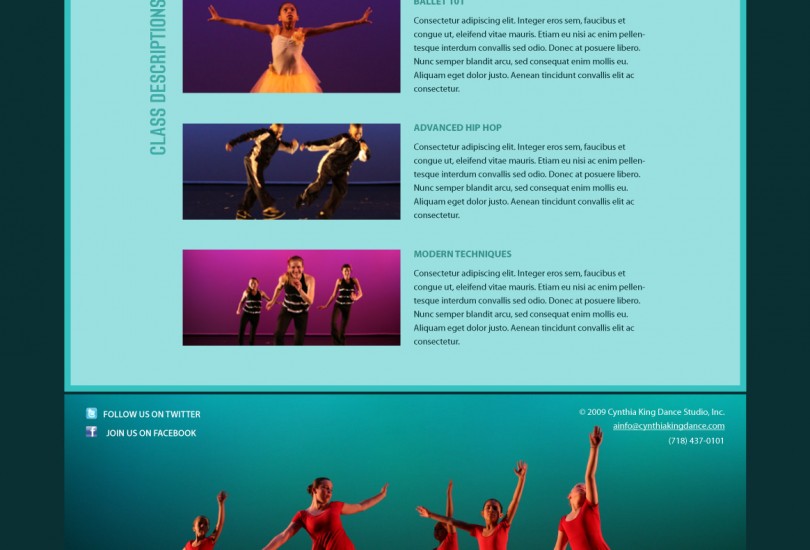 CLASS DESCRIPTIONS
BALLET 101
Consectetur adipiscing elit. Integer eros sem, faucibus et
congue ut, eleifend vitae mauris. Etiam eu nisi ac enim pellen-
tesque interdum convallis sed odio. Donec at posuere libero.
Nunc semper blandit arcu, sed consequat enim mollis eu.
Aliquam eget dolor justo. Aenean tincidunt convallis elit ac
consectetur.
ADVANCED HIP HOP
Consectetur adipiscing elit. Integer eros sem, faucibus et
congue ut, eleifend vitae mauris. Etiam eu nisi ac enim pellen-
tesque interdum convallis sed odio. Donec at posuere libero.
Nunc semper blandit arcu, sed consequat enim mollis eu.
Aliquam eget dolor justo. Aenean tincidunt convallis elit ac
consectetur.
MODERN TECHNIQUES
Consectetur adipiscing elit. Integer eros sem, faucibus et
congue ut, eleifend vitae mauris. Etiam eu nisi ac enim pellen-
tesque interdum convallis sed odio. Donec at posuere libero.
Nunc semper blandit arcu, sed consequat enim mollis eu.
Aliquam eget dolor justo. Aenean tincidunt convallis elit ac
consectetur.
FOLLOW US ON TWITTER
JOIN US ON FACEBOOK
© 2009 Cynthia King Dance Studio, Inc.
ainfo@cynthiakingdance.com
(718) 437-0101